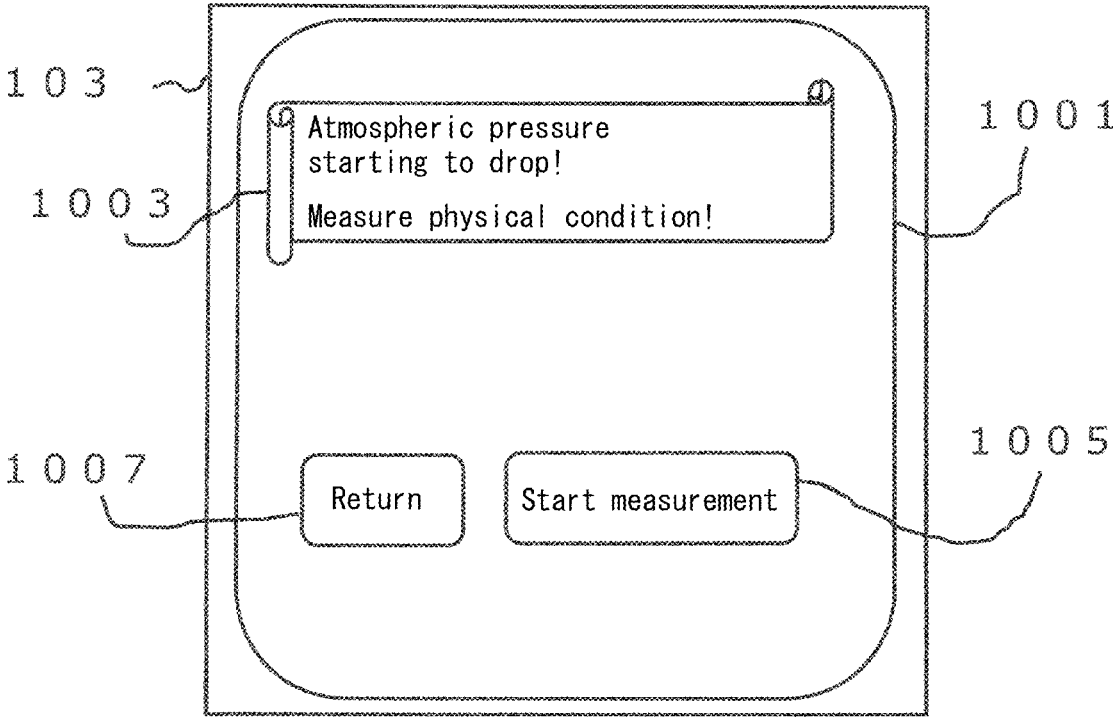 103
1001
Atmospheric pressure
starting to drop!
1003
Measure physical condition!
1005
1007
Return
Start measurement